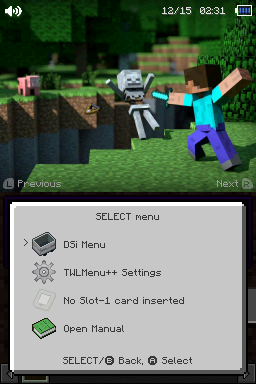 12/15 02:31
L Previous
Next R
SELECT menu
> DSi Menu
TWLMenu++ Settings
No Slot-1 card inserted
Open Manual
SELECT/B Back, A Select